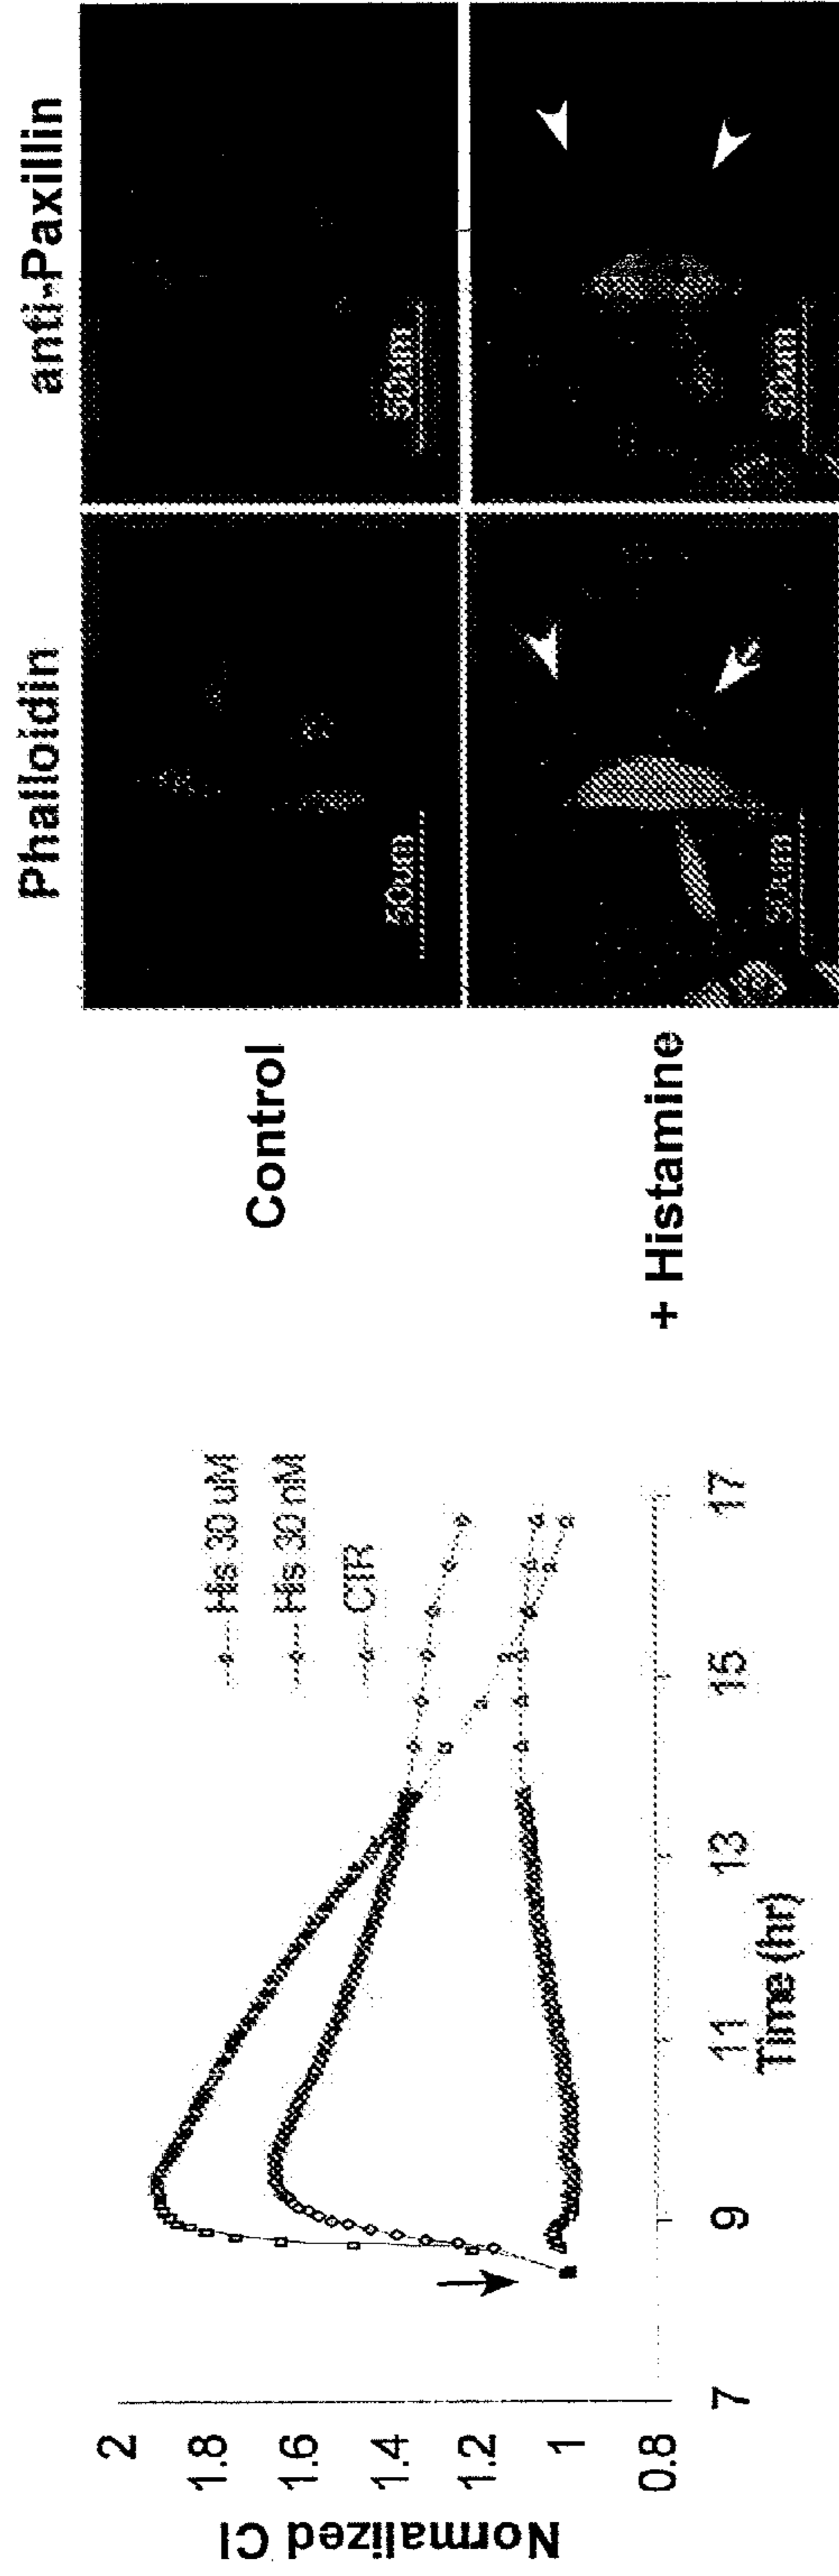 Normalized CI
2
1.8
1.6
1.4
1.2
1
0.8
7
9
11
13
15
17
Time (hr)
His 30 uM
His 30 nM
CTR
Phalloidin
anti-Paxillin
Control
+ Histamine
50um
50um
50um
50um